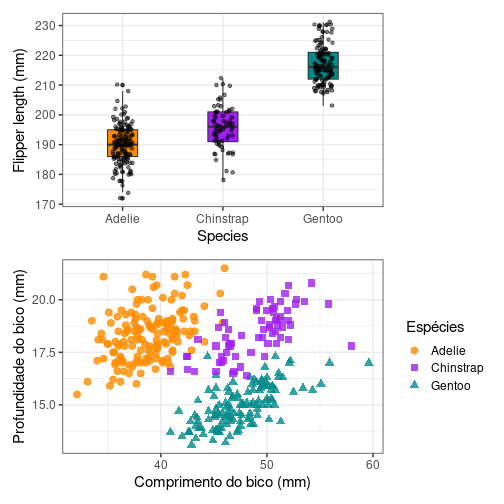 Flipper length (mm)
230
220
210
200
190
180
170
Adelie Chinstrap Gentoo
Species
Profundidade do bico (mm)
20.0
17.5
15.0
40 50 60
Comprimento do bico (mm)
Espécies
Adelie
Chinstrap
Gentoo